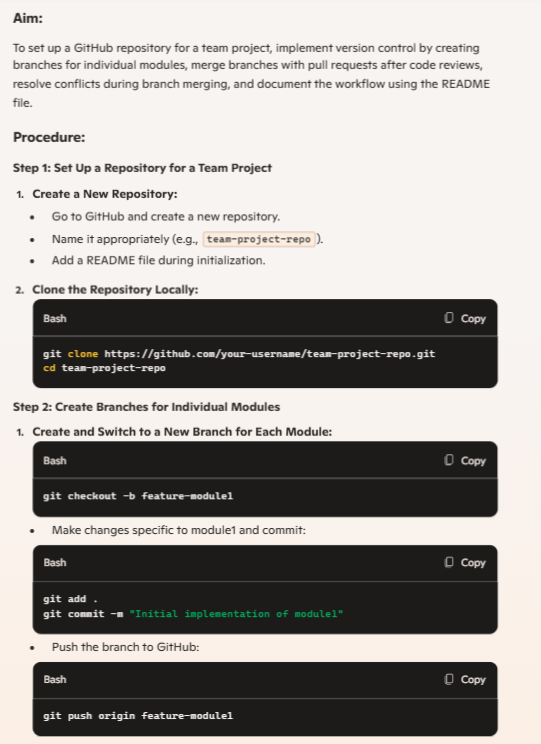 Aim:
To set up a GitHub repository for a team project, implement version control by creating
branches for individual modules, merge branches with pull requests after code reviews,
resolve conflicts during branch merging, and document the workflow using the README
file.
Procedure:
Step 1: Set Up a Repository for a Team Project
1. Create a New Repository:
• Go to GitHub and create a new repository.
• Name it appropriately (e.g., team-project-repo ).
• Add a README file during initialization.
2. Clone the Repository Locally:
Bash Copy
git clone https://github.com/your-username/team-project-repo.git
cd team-project-repo
Step 2: Create Branches for Individual Modules
1. Create and Switch to a New Branch for Each Module:
Bash Copy
git checkout -b feature-module1
• Make changes specific to module1 and commit:
Bash Copy
git add .
git commit -m "Initial implementation of module1"
• Push the branch to GitHub:
Bash Copy
git push origin feature-module1